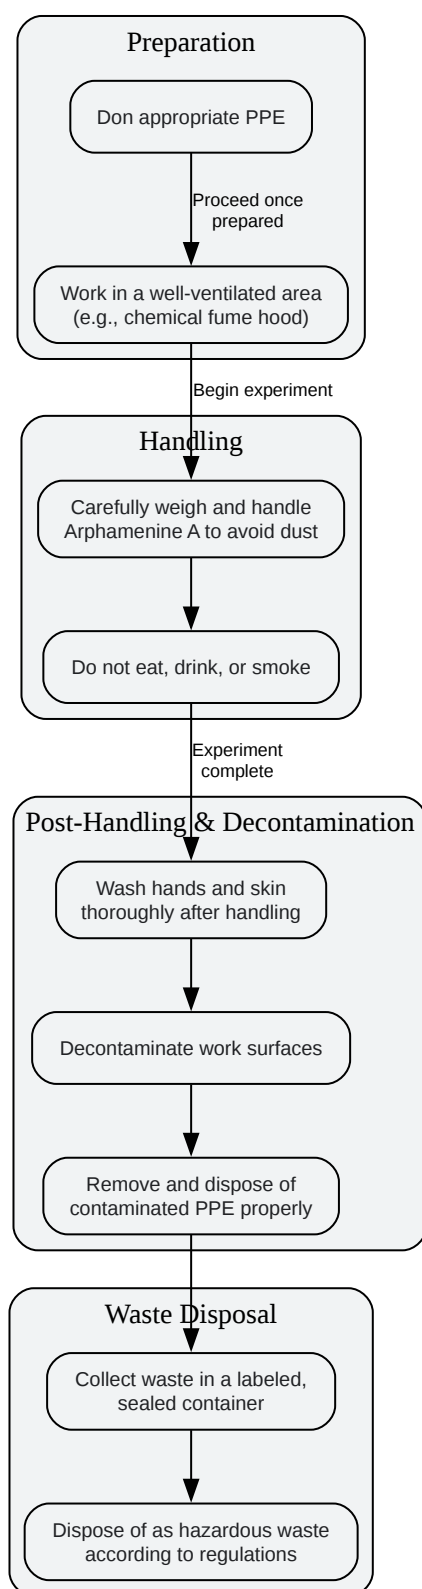 Preparation
Don appropriate PPE
Proceed once
prepared
Work in a well-ventilated area
(e.g., chemical fume hood)
Begin experiment
Handling
Carefully weigh and handle
Arphamenine A to avoid dust
Do not eat, drink, or smoke
Experiment
complete
Post-Handling & Decontamination
Wash hands and skin
thoroughly after handling
Decontaminate work surfaces
Remove and dispose of
contaminated PPE properly
Waste Disposal
Collect waste in a labeled,
sealed container
Dispose of as hazardous waste
according to regulations